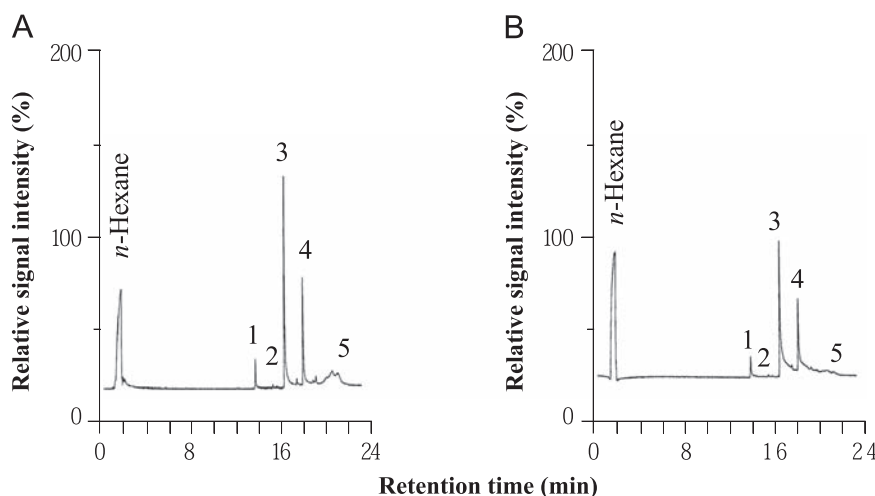 A
B
200
100
0
Relative signal intensity (%)
n-Hexane
1
2
3
4
5
0 8 16 24
200
100
0
Relative signal intensity (%)
n-Hexane
1
2
3
4
5
0 8 16 24
Retention time (min)